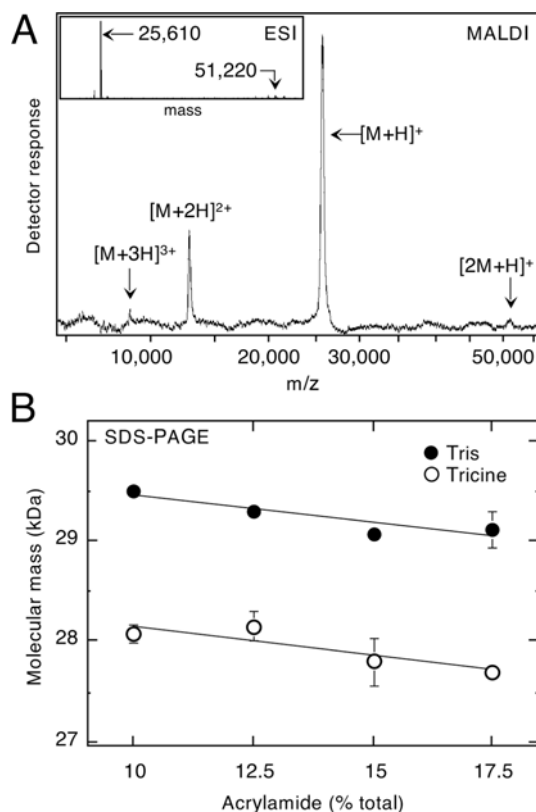 A
25,610
ESI
51,220
mass
MALDI
Detector response
[M+H]⁺
[M+2H]²⁺
[M+3H]³⁺
[2M+H]⁺
10,000 20,000 30,000 50,000
m/z
B
SDS-PAGE
Tris
Tricine
Molecular mass (kDa)
30
29
28
27
10 12.5 15 17.5
Acrylamide (% total)